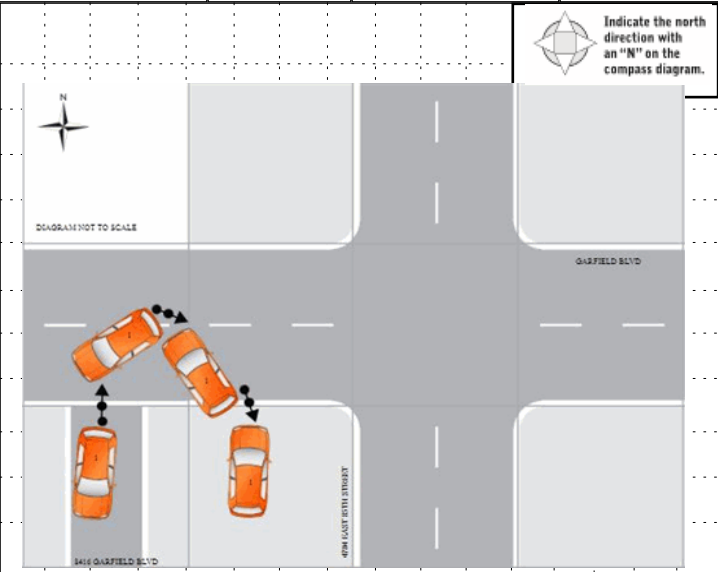 Indicate the north
direction with
an “N” on the
compass diagram.
N
DIAGRAM NOT TO SCALE
GARFIELD BLVD
1
1
1
1
4700 EAST 85TH STREET
8416 GARFIELD BLVD